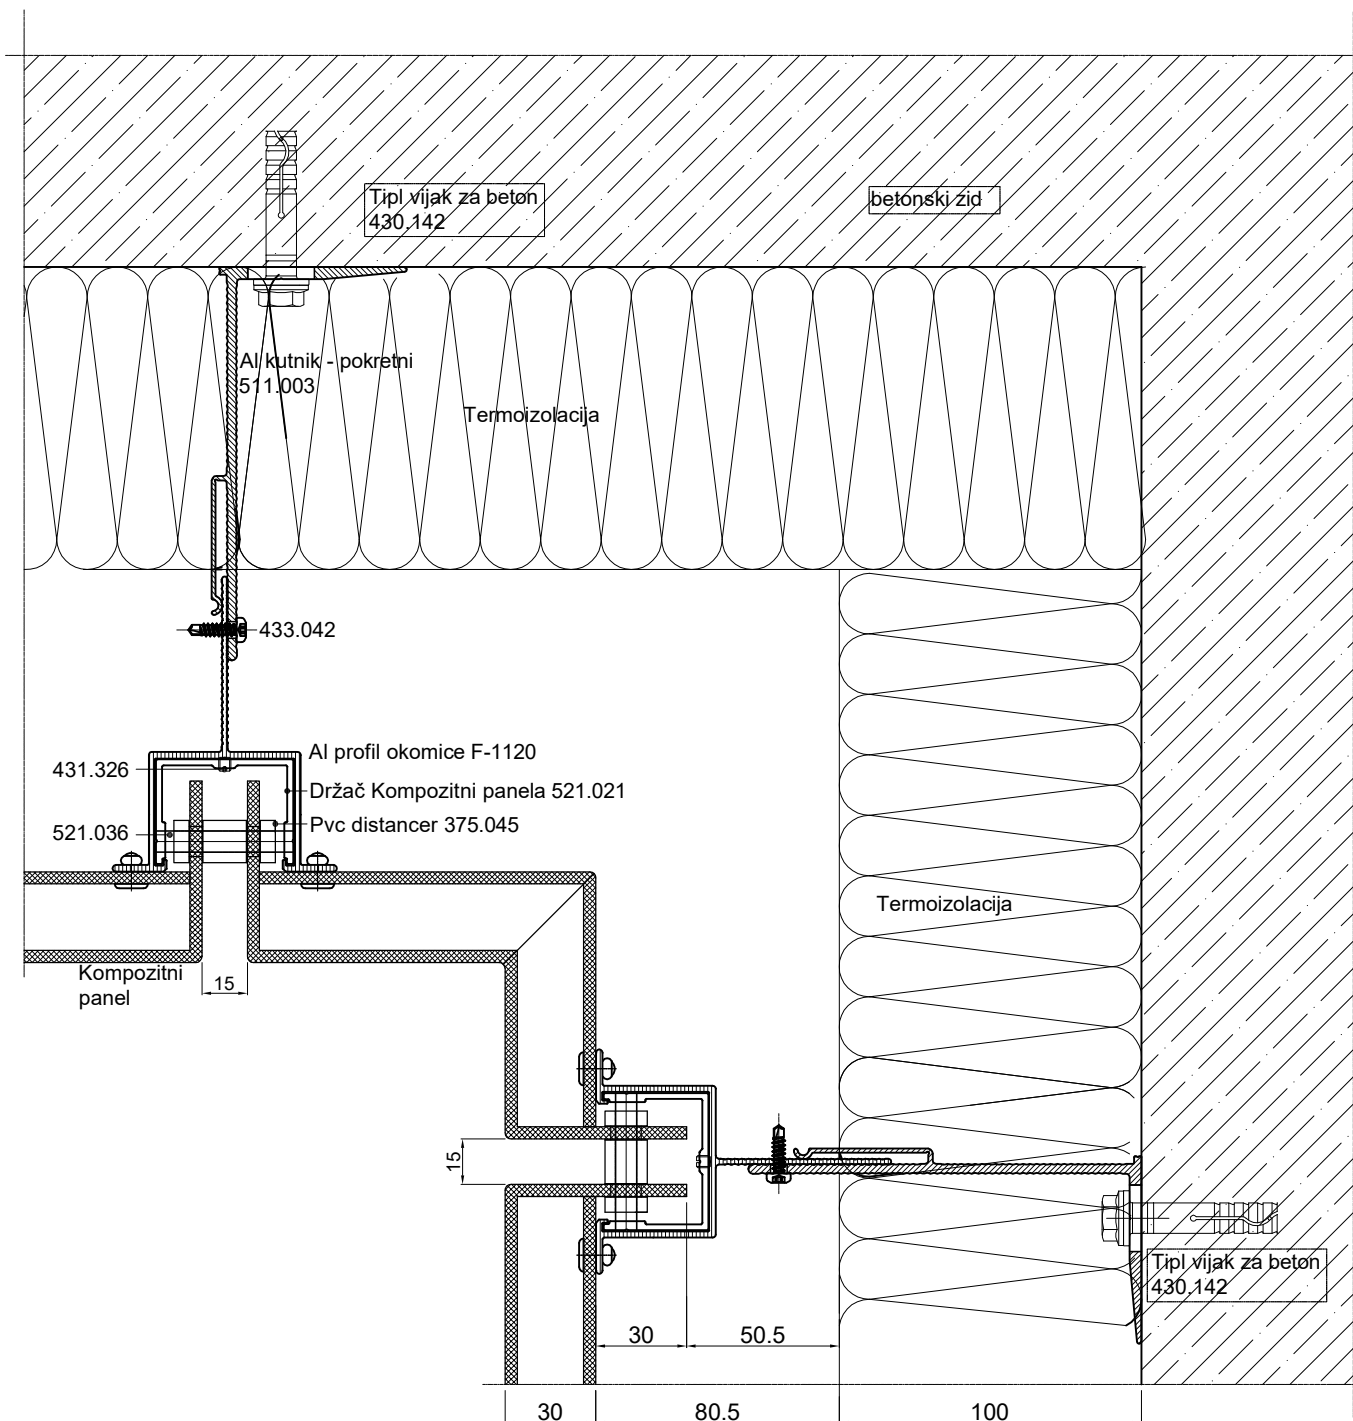 Tipl vijak za beton
430.142
betonski zid
Al kutnik - pokretni
511.003
Termoizolacija
433.042
Al profil okomice F-1120
431.326
Držač Kompozitni panela 521.021
Pvc distancer 375.045
521.036
Termoizolacija
Kompozitni
panel
15
15
Tipl vijak za beton
430.142
30
50.5
30
80.5
100